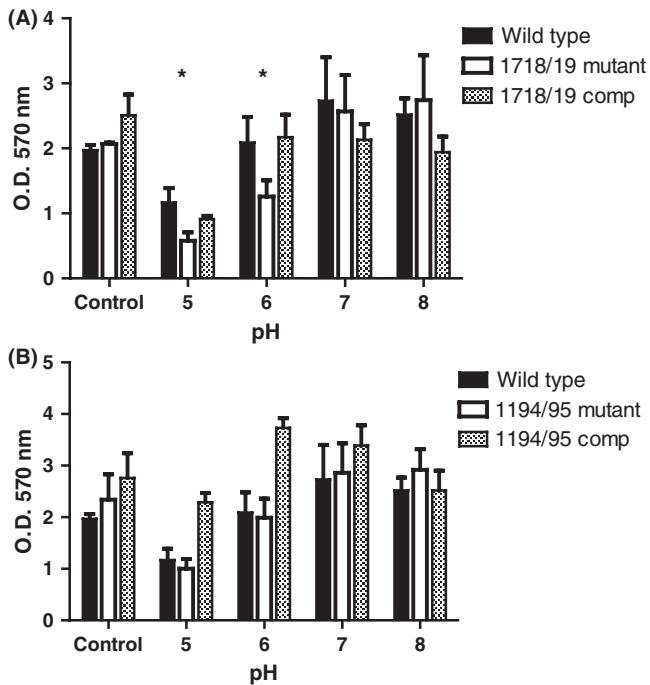 (A)
4
3
2
1
0
O.D. 570 nm
* *
Wild type
1718/19 mutant
1718/19 comp
Control 5 6 7 8
pH
(B)
5
4
3
2
1
0
O.D. 570 nm
Wild type
1194/95 mutant
1194/95 comp
Control 5 6 7 8
pH